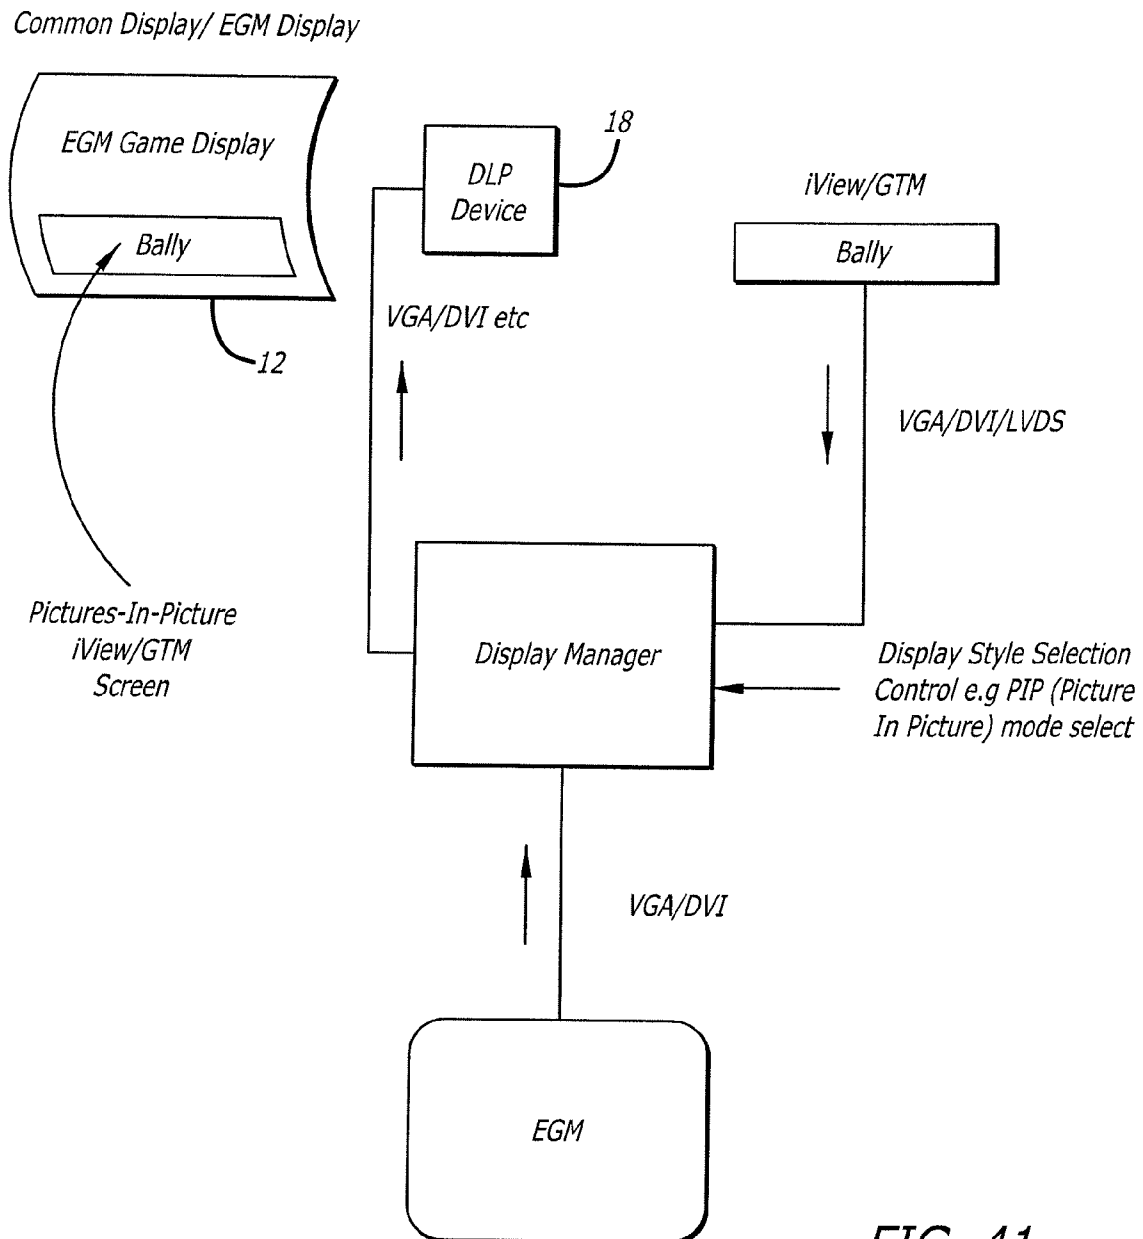 Common Display/ EGM Display
EGM Game Display
Bally
12
DLP
Device
18
iView/GTM
Bally
VGA/DVI etc
VGA/DVI/LVDS
Pictures-In-Picture
iView/GTM
Screen
Display Manager
Display Style Selection
Control e.g PIP (Picture
In Picture) mode select
VGA/DVI
EGM
FIG. 41